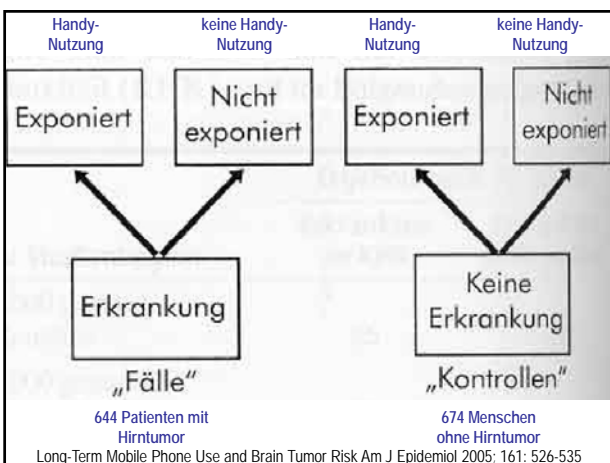 Handy-
Nutzung
keine Handy-
Nutzung
Handy-
Nutzung
keine Handy-
Nutzung
Exponiert
Nicht
exponiert
Exponiert
Nicht
exponiert
Erkrankung
Keine
Erkrankung
„Fälle“
„Kontrollen“
644 Patienten mit
Hirntumor
674 Menschen
ohne Hirntumor
Long-Term Mobile Phone Use and Brain Tumor Risk Am J Epidemiol 2005; 161: 526-535